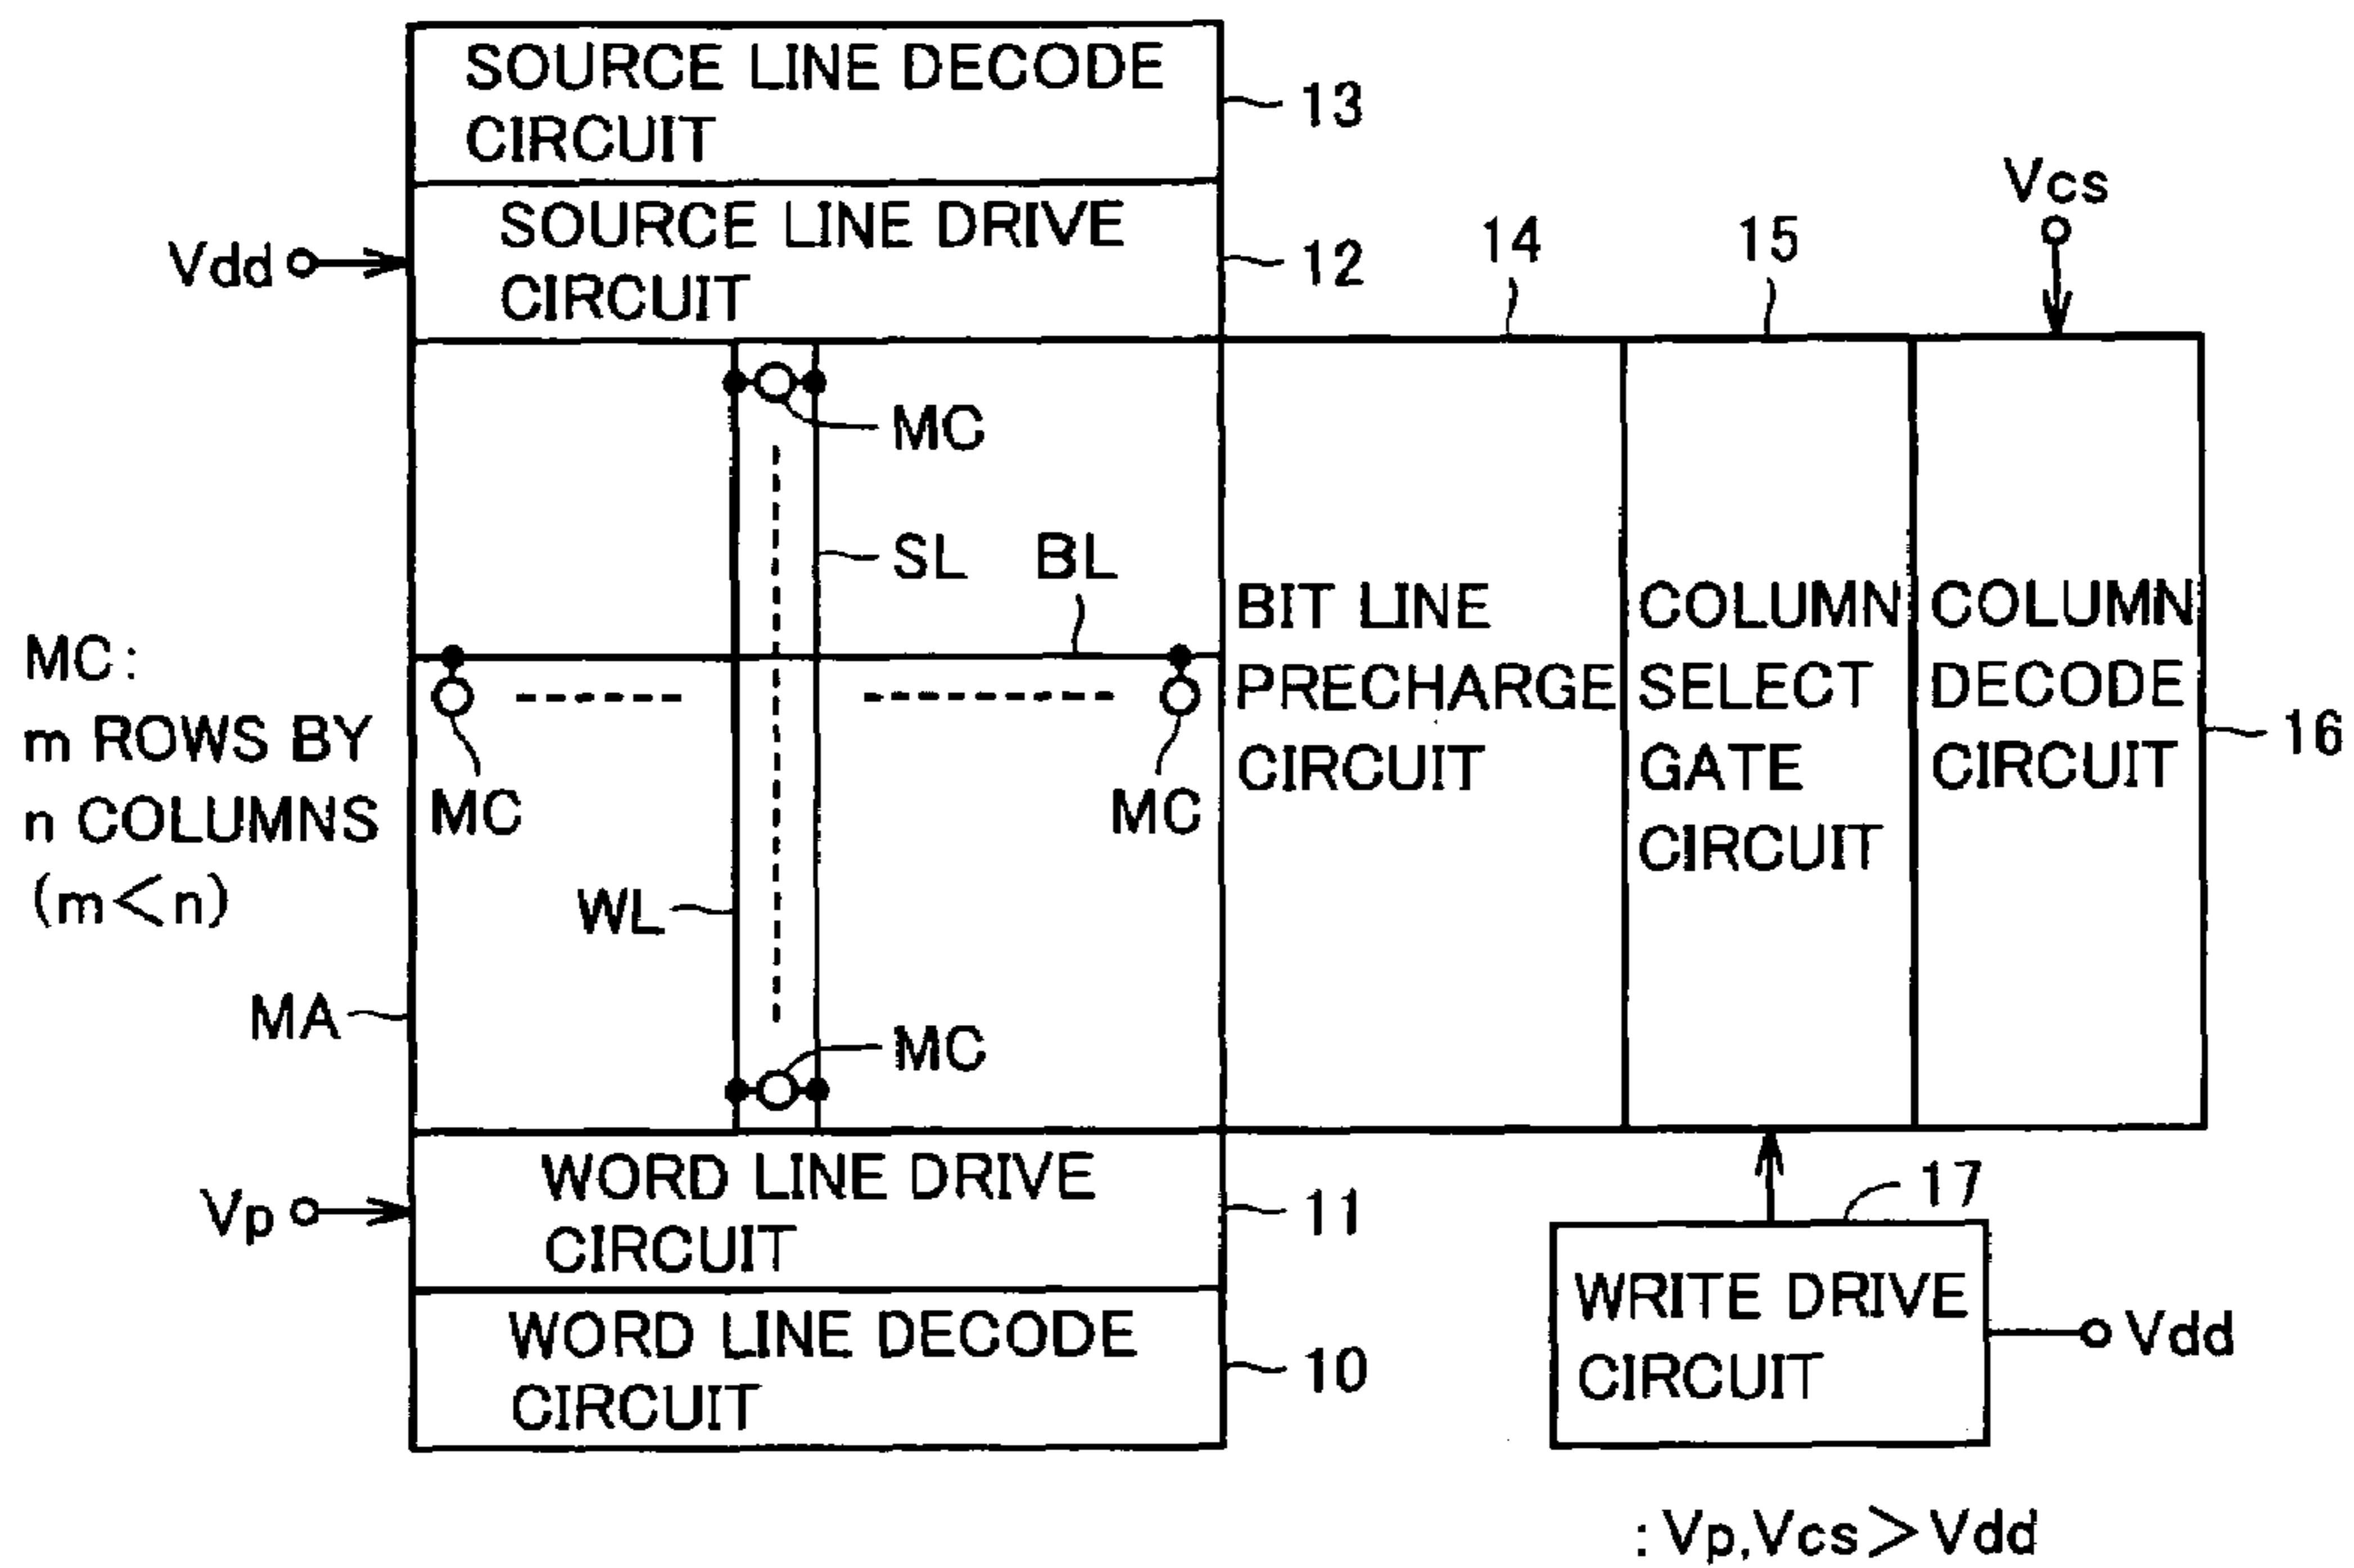 SOURCE LINE DECODE
CIRCUIT
13
SOURCE LINE DRIVE
CIRCUIT
12
Vdd
14
15
Vcs
MC
SL
BL
MC:
m ROWS BY
n COLUMNS
(m<n)
MC
MC
BIT LINE
PRECHARGE
CIRCUIT
COLUMN
SELECT
GATE
CIRCUIT
COLUMN
DECODE
CIRCUIT
16
WL
MA
MC
WORD LINE DRIVE
CIRCUIT
11
Vp
WORD LINE DECODE
CIRCUIT
10
17
WRITE DRIVE
CIRCUIT
Vdd
: Vp,Vcs>Vdd